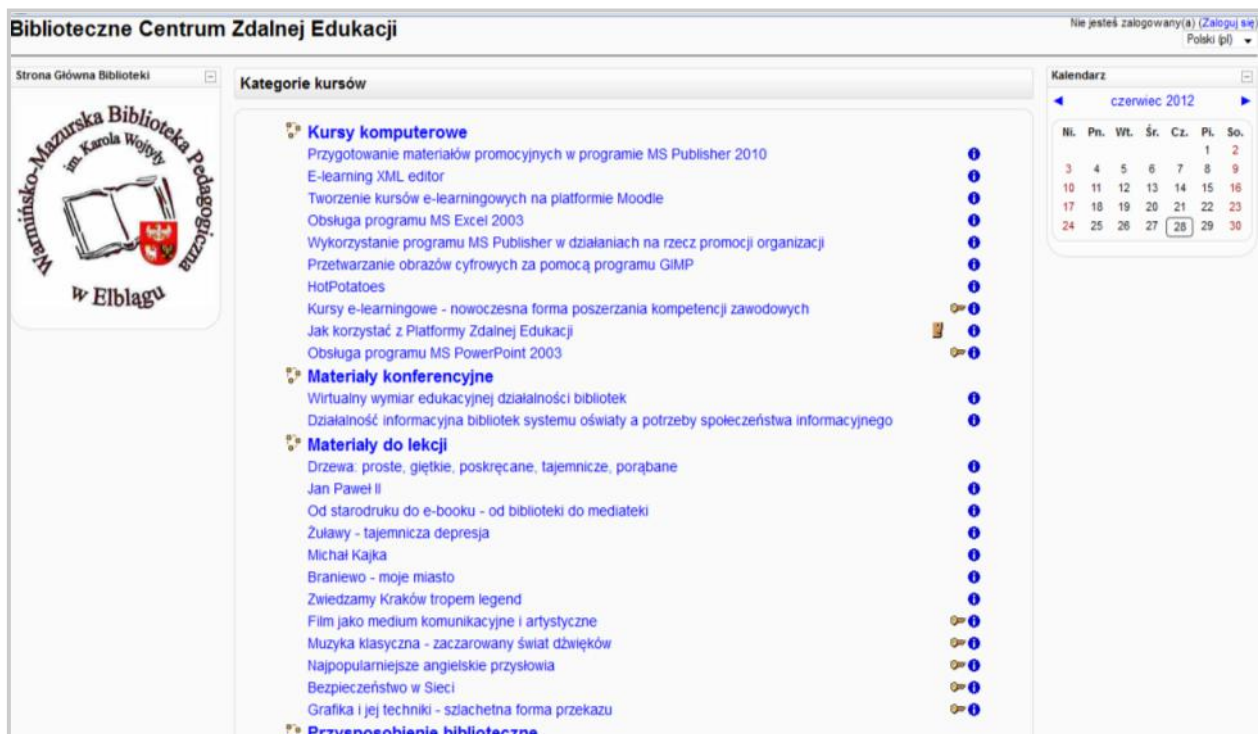 Biblioteczne Centrum Zdalnej Edukacji
Nie jesteś zalogowany(a) (Zaloguj się)
Polski (pl)
Strona Główna Biblioteki
Warmińsko-Mazurska Biblioteka Pedagogiczna
im. Karola Wojtyły
w Elblągu
Kategorie kursów
Kursy komputerowe
Przygotowanie materiałów promocyjnych w programie MS Publisher 2010
E-learning XML editor
Tworzenie kursów e-learningowych na platformie Moodle
Obsługa programu MS Excel 2003
Wykorzystanie programu MS Publisher w działaniach na rzecz promocji organizacji
Przetwarzanie obrazów cyfrowych za pomocą programu GIMP
HotPotatoes
Kursy e-learningowe - nowoczesna forma poszerzania kompetencji zawodowych
Jak korzystać z Platformy Zdalnej Edukacji
Obsługa programu MS PowerPoint 2003
Materiały konferencyjne
Wirtualny wymiar edukacyjnej działalności bibliotek
Działalność informacyjna bibliotek systemu oświaty a potrzeby społeczeństwa informacyjnego
Materiały do lekcji
Drzewa: proste, giętkie, poskręcane, tajemnicze, porąbane
Jan Paweł II
Od starodruku do e-booku - od biblioteki do mediateki
Żuławy - tajemnicza depresja
Michał Kajka
Braniewo - moje miasto
Zwiedzamy Kraków tropem legend
Film jako medium komunikacyjne i artystyczne
Muzyka klasyczna - zaczarowany świat dźwięków
Najpopularniejsze angielskie przysłowia
Bezpieczeństwo w Sieci
Grafika i jej techniki - szlachetna forma przekazu
Przysposobienie biblioteczne
Kalendarz
czerwiec 2012
Ni. Pn. Wt. Śr. Cz. Pi. So.
1 2
3 4 5 6 7 8 9
10 11 12 13 14 15 16
17 18 19 20 21 22 23
24 25 26 27 28 29 30